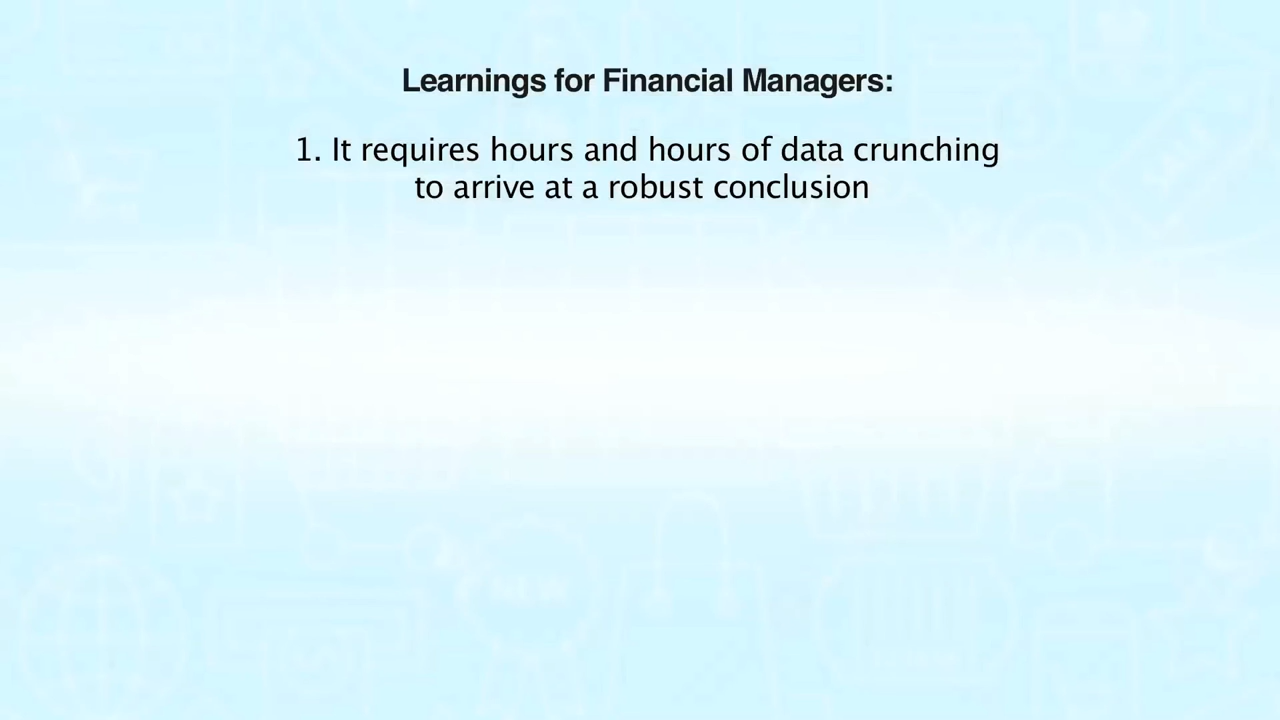 Learnings for Financial Managers:
1. It requires hours and hours of data crunching
to arrive at a robust conclusion